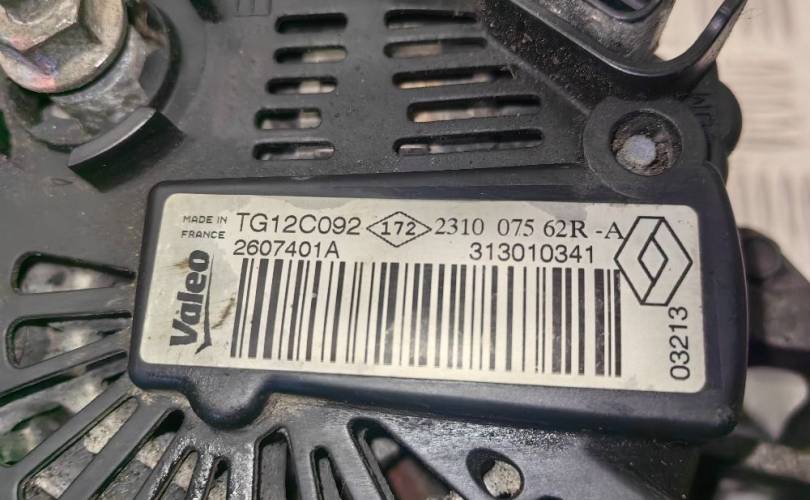 MADE IN
FRANCE
TG12C092 172 2310 075 62R -A
2607401A 313010341
Valeo
03213